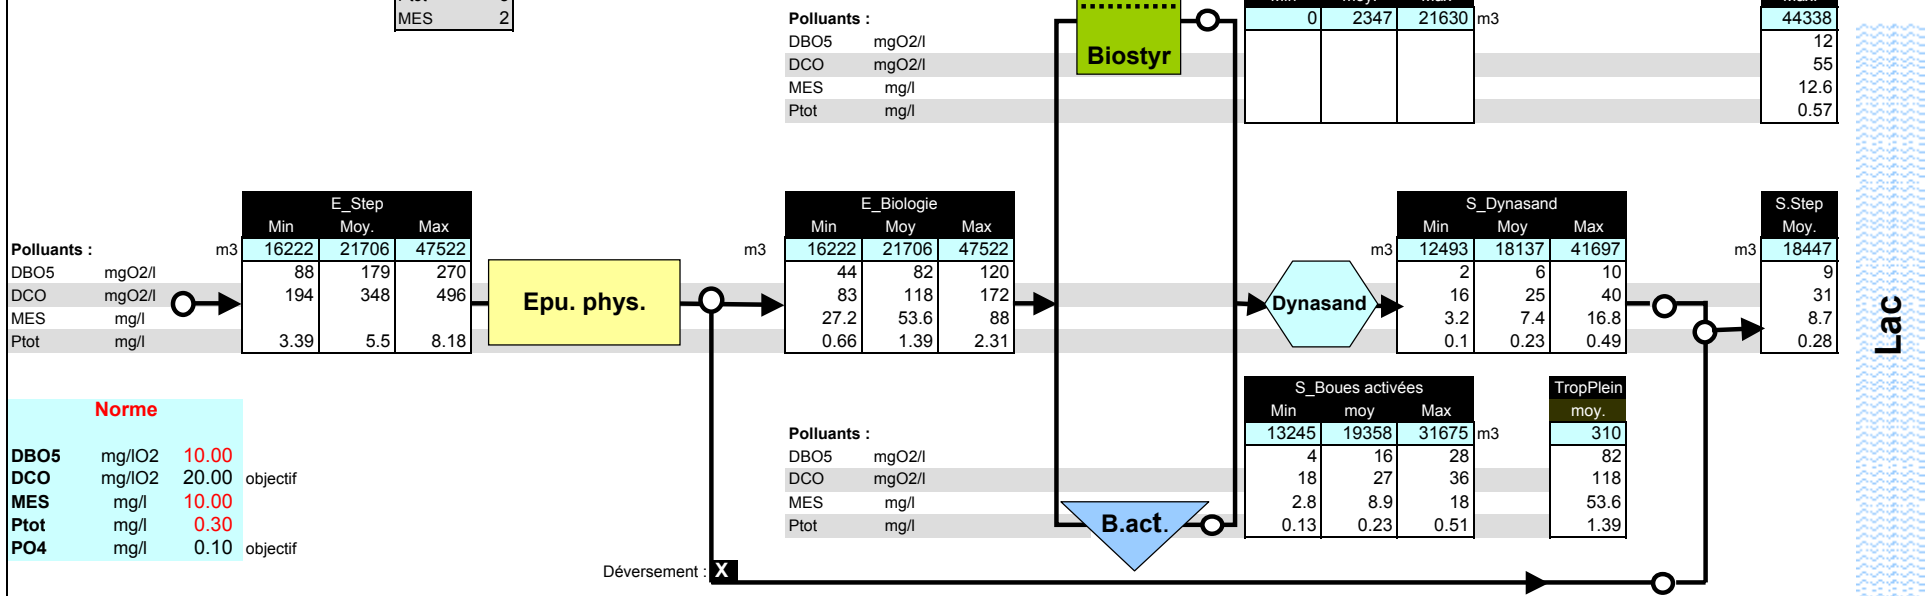 MES 2
Polluants :
0 2347 21630 m3 44338
DBO5 mgO2/l 12
DCO mgO2/l 55
Biostyr
MES mg/l 12.6
Ptot mg/l 0.57
E_Step E_Biologie S_Dynasand S.Step
Min Moy. Max Min Moy Max Min Moy Max Moy.
Polluants : m3 16222 21706 47522 m3 16222 21706 47522 m3 12493 18137 41697 m3 18447
DBO5 mgO2/l 88 179 270 44 82 120 2 6 10 9
DCO mgO2/l 194 348 496 83 118 172 16 25 40 31
Epu. phys. Dynasand
MES mg/l 27.2 53.6 88 3.2 7.4 16.8 8.7
Ptot mg/l 3.39 5.5 8.18 0.66 1.39 2.31 0.1 0.23 0.49 0.28
Lac
S_Boues activées TropPlein
Norme Min moy Max moy.
Polluants : 13245 19358 31675 m3 310
DBO5 mg/lO2 10.00 DBO5 mgO2/l 4 16 28 82
DCO mg/lO2 20.00 objectif DCO mgO2/l 18 27 36 118
MES mg/l 10.00 MES mg/l 2.8 8.9 18 53.6
Ptot mg/l 0.30 Ptot mg/l B.act. 0.13 0.23 0.51 1.39
PO4 mg/l 0.10 objectif
Déversement : X